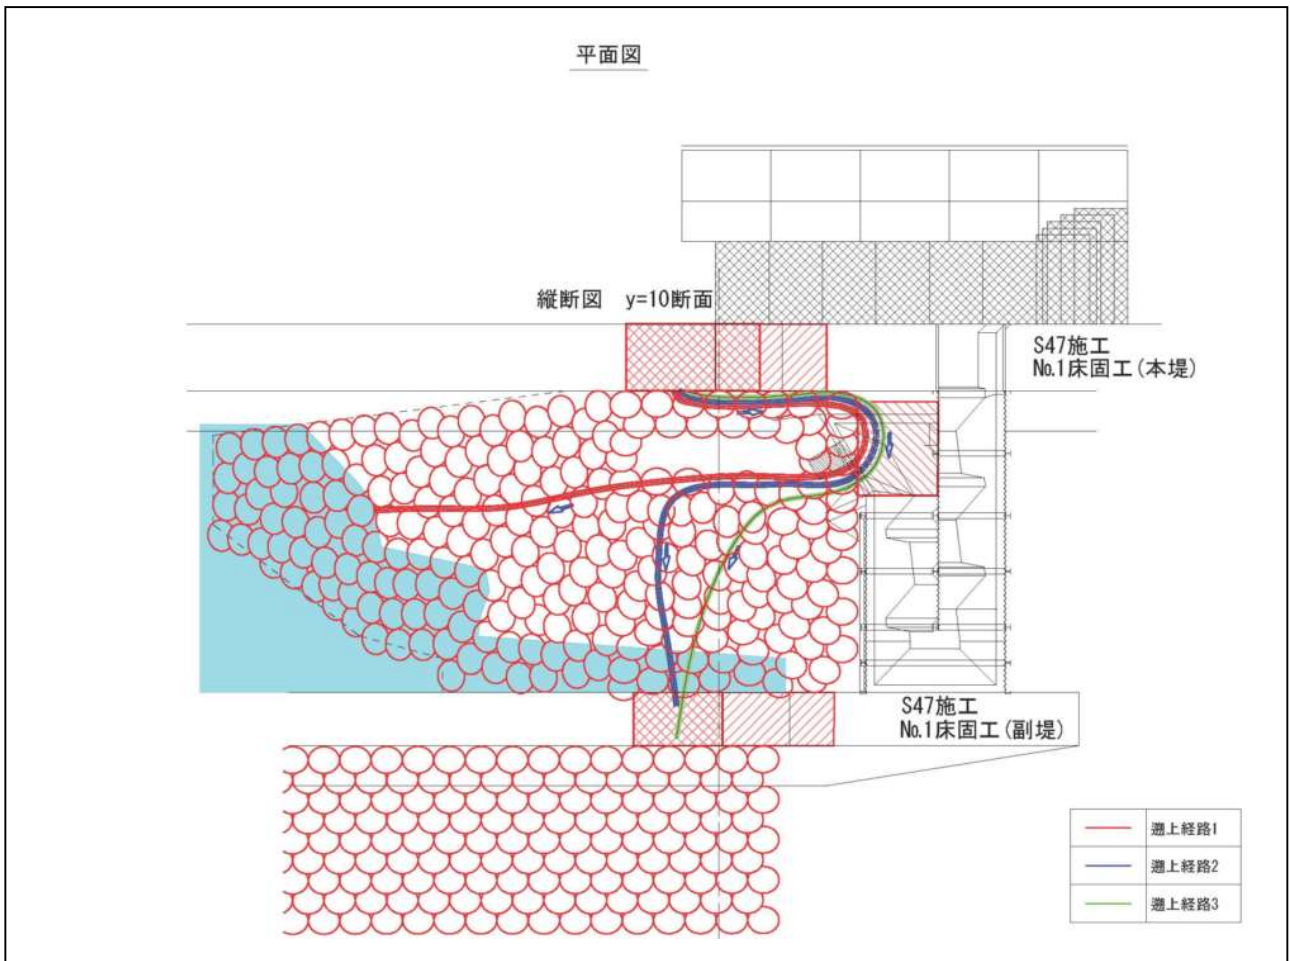 平面図
縦断図 y=10断面
S47施工
No.1床固工(本堤)
S47施工
No.1床固工(副堤)
遡上経路1
遡上経路2
遡上経路3